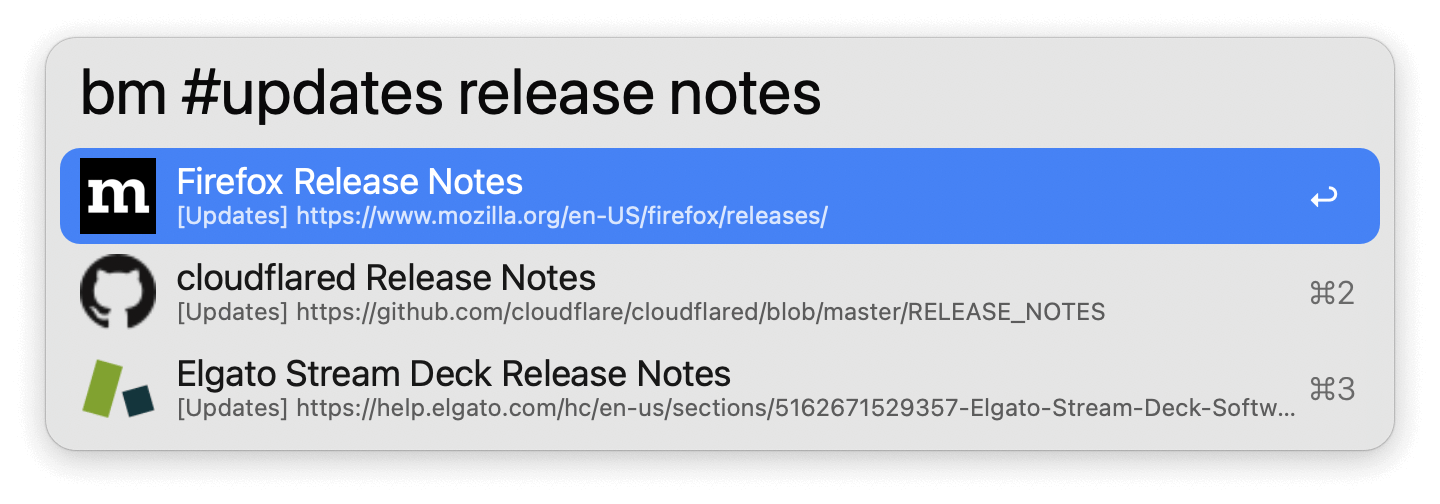 bm #updates release notes
m
Firefox Release Notes
[Updates] https://www.mozilla.org/en-US/firefox/releases/
cloudflared Release Notes
[Updates] https://github.com/cloudflare/cloudflared/blob/master/RELEASE_NOTES
⌘2
Elgato Stream Deck Release Notes
[Updates] https://help.elgato.com/hc/en-us/sections/5162671529357-Elgato-Stream-Deck-Softw...
⌘3